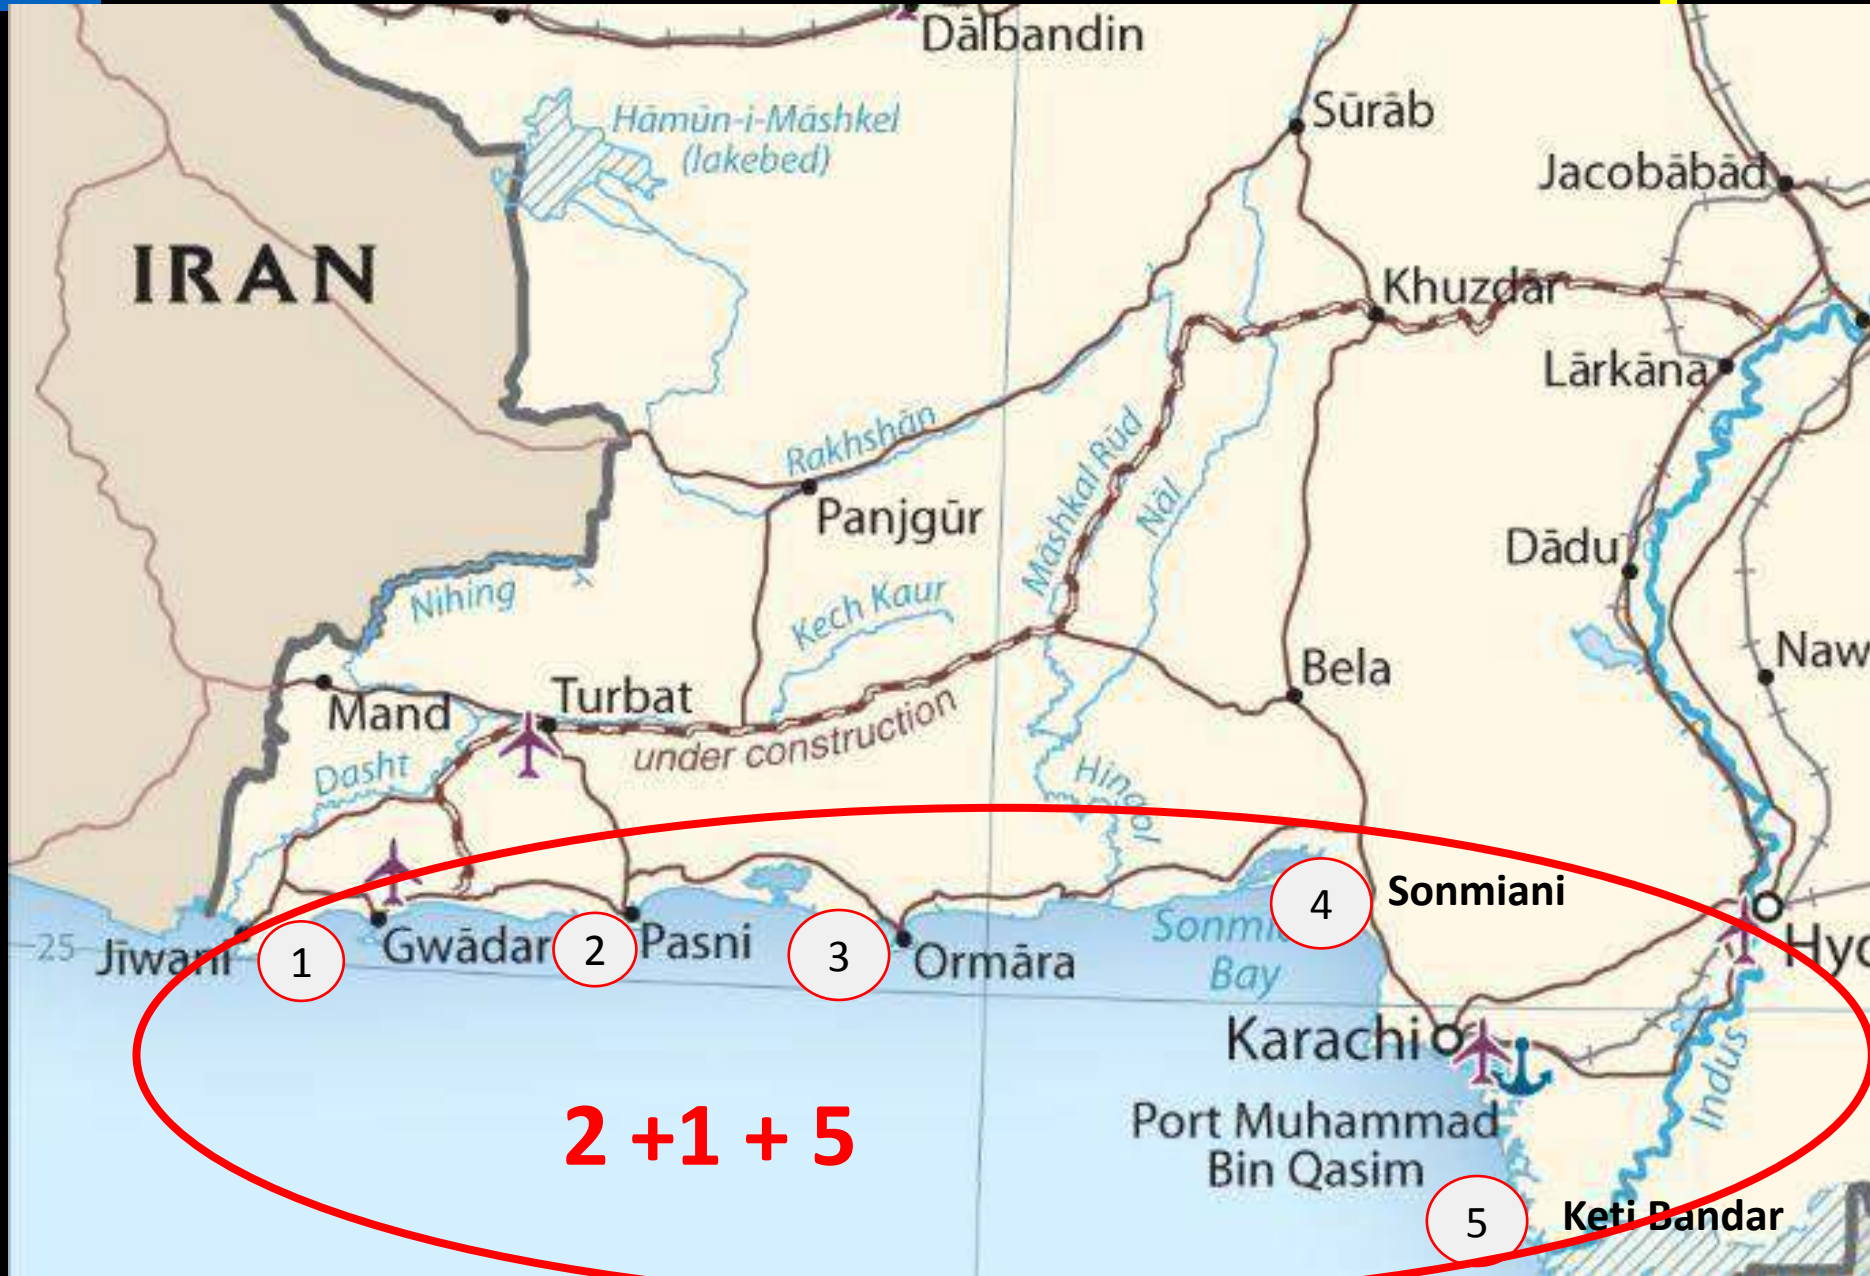 Dālbandin
Hāmūn-i-Māshkel
(lakebed)
Sūrāb
Jacobābād
IRAN
Khuzdār
Lārkāna
Rakhshān
Panjgūr
Māshkal Rūd
Nāl
Dādu
Nihing
Kech Kaur
Naw
Bela
Mand
Turbat
under construction
Dasht
Hingol
4
Sonmiani
25
Jīwani
1
Gwādar
2
Pasni
3
Ormāra
Sonmi
Bay
Hyd
Karachi
2 +1 + 5
Port Muhammad
Bin Qasim
Indus
5
Keti Bandar